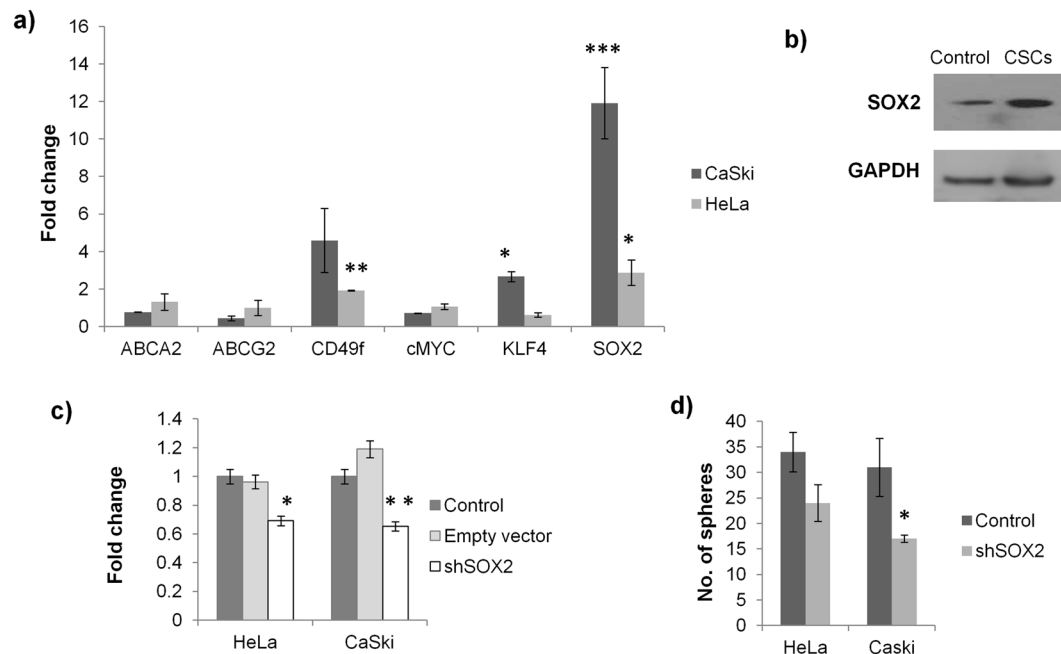 a)
Fold change
16
14
12
10
8
6
4
2
0
ABCA2 ABCG2 CD49f cMYC KLF4 SOX2
** * *** *
CaSki
HeLa
b)
Control CSCs
SOX2
GAPDH
c)
Fold change
1.4
1.2
1
0.8
0.6
0.4
0.2
0
HeLa CaSki
* * *
Control
Empty vector
shSOX2
d)
No. of spheres
40
35
30
25
20
15
10
5
0
HeLa Caski
*
Control
shSOX2